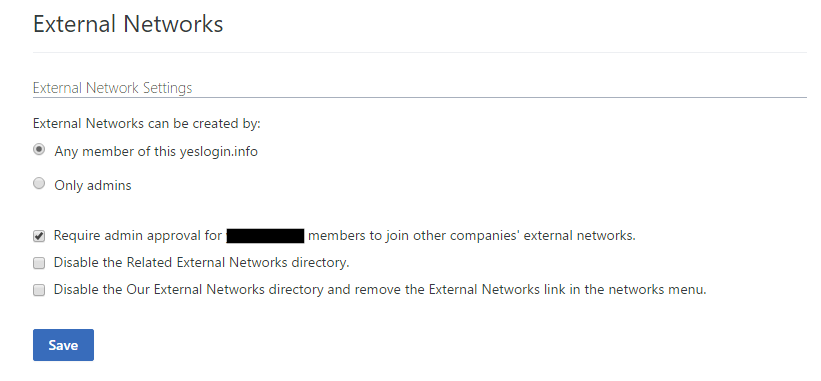 External Networks
External Network Settings
External Networks can be created by:
Any member of this yeslogin.info
Only admins
Require admin approval for members to join other companies' external networks.
Disable the Related External Networks directory.
Disable the Our External Networks directory and remove the External Networks link in the networks menu.
Save